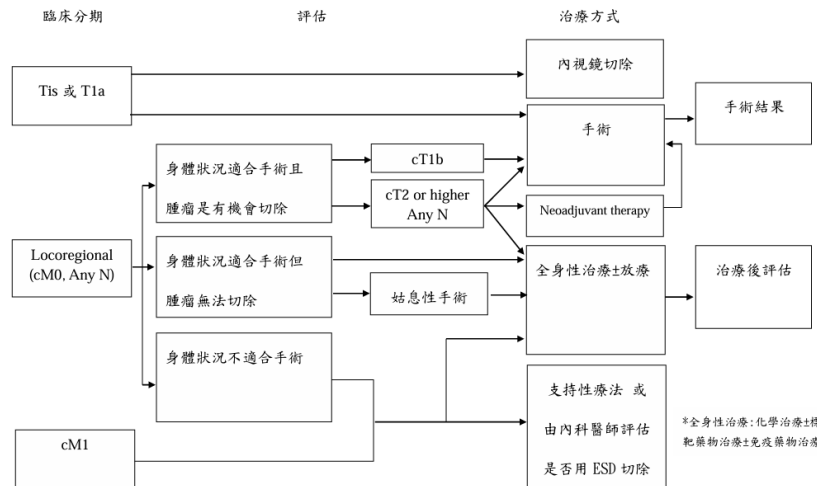 臨床分期
評估
治療方式
Tis 或 T1a
內視鏡切除
手術
手術結果
身體狀況適合手術且
腫瘤是有機會切除
cT1b
cT2 or higher
Any N
Neoadjuvant therapy
Locoregional
(cM0, Any N)
身體狀況適合手術但
腫瘤無法切除
姑息性手術
全身性治療±放療
治療後評估
身體狀況不適合手術
cM1
支持性療法 或
由內科醫師評估
是否用 ESD 切除
*全身性治療:化學治療±標
靶藥物治療±免疫藥物治療